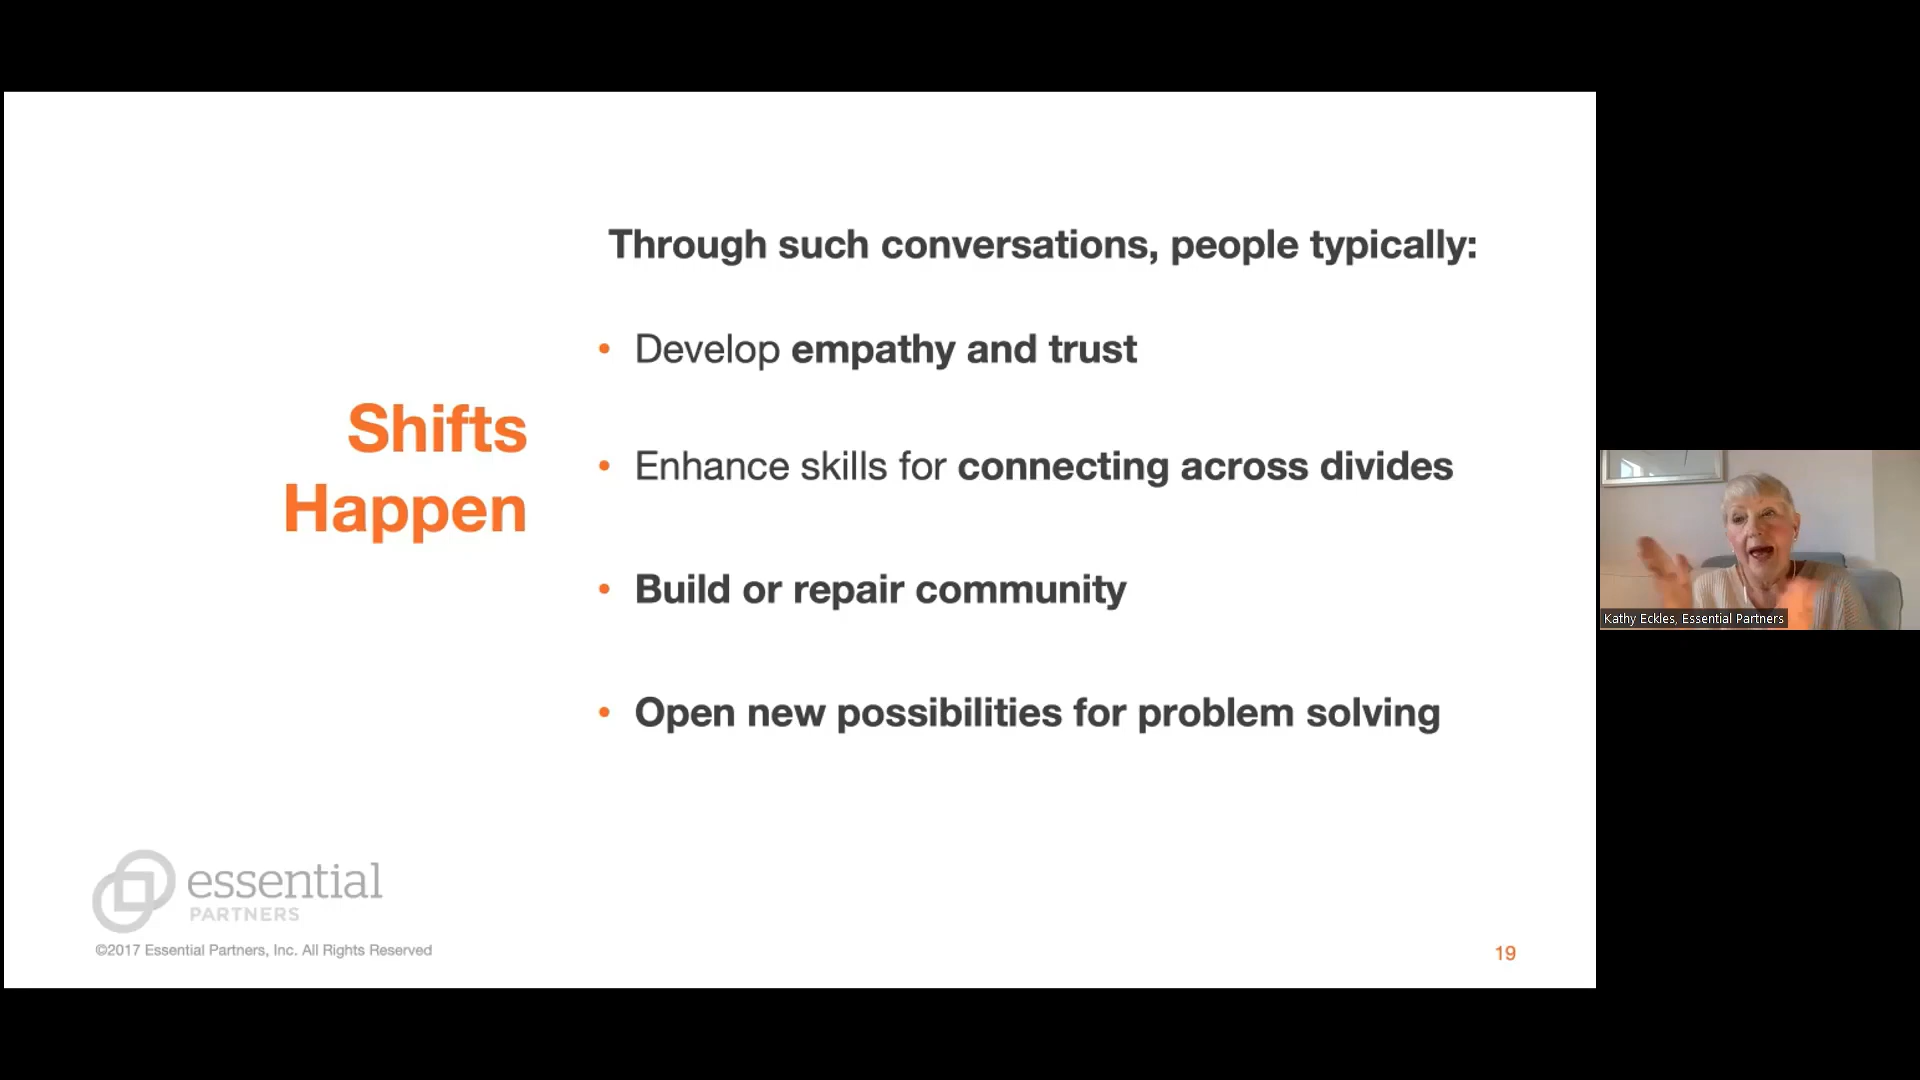 Through such conversations, people typically:
• Develop empathy and trust
Shifts
Happen
• Enhance skills for connecting across divides
• Build or repair community
• Open new possibilities for problem solving
essential
PARTNERS
©2017 Essential Partners, Inc. All Rights Reserved
19
Kathy Eckles, Essential Partners